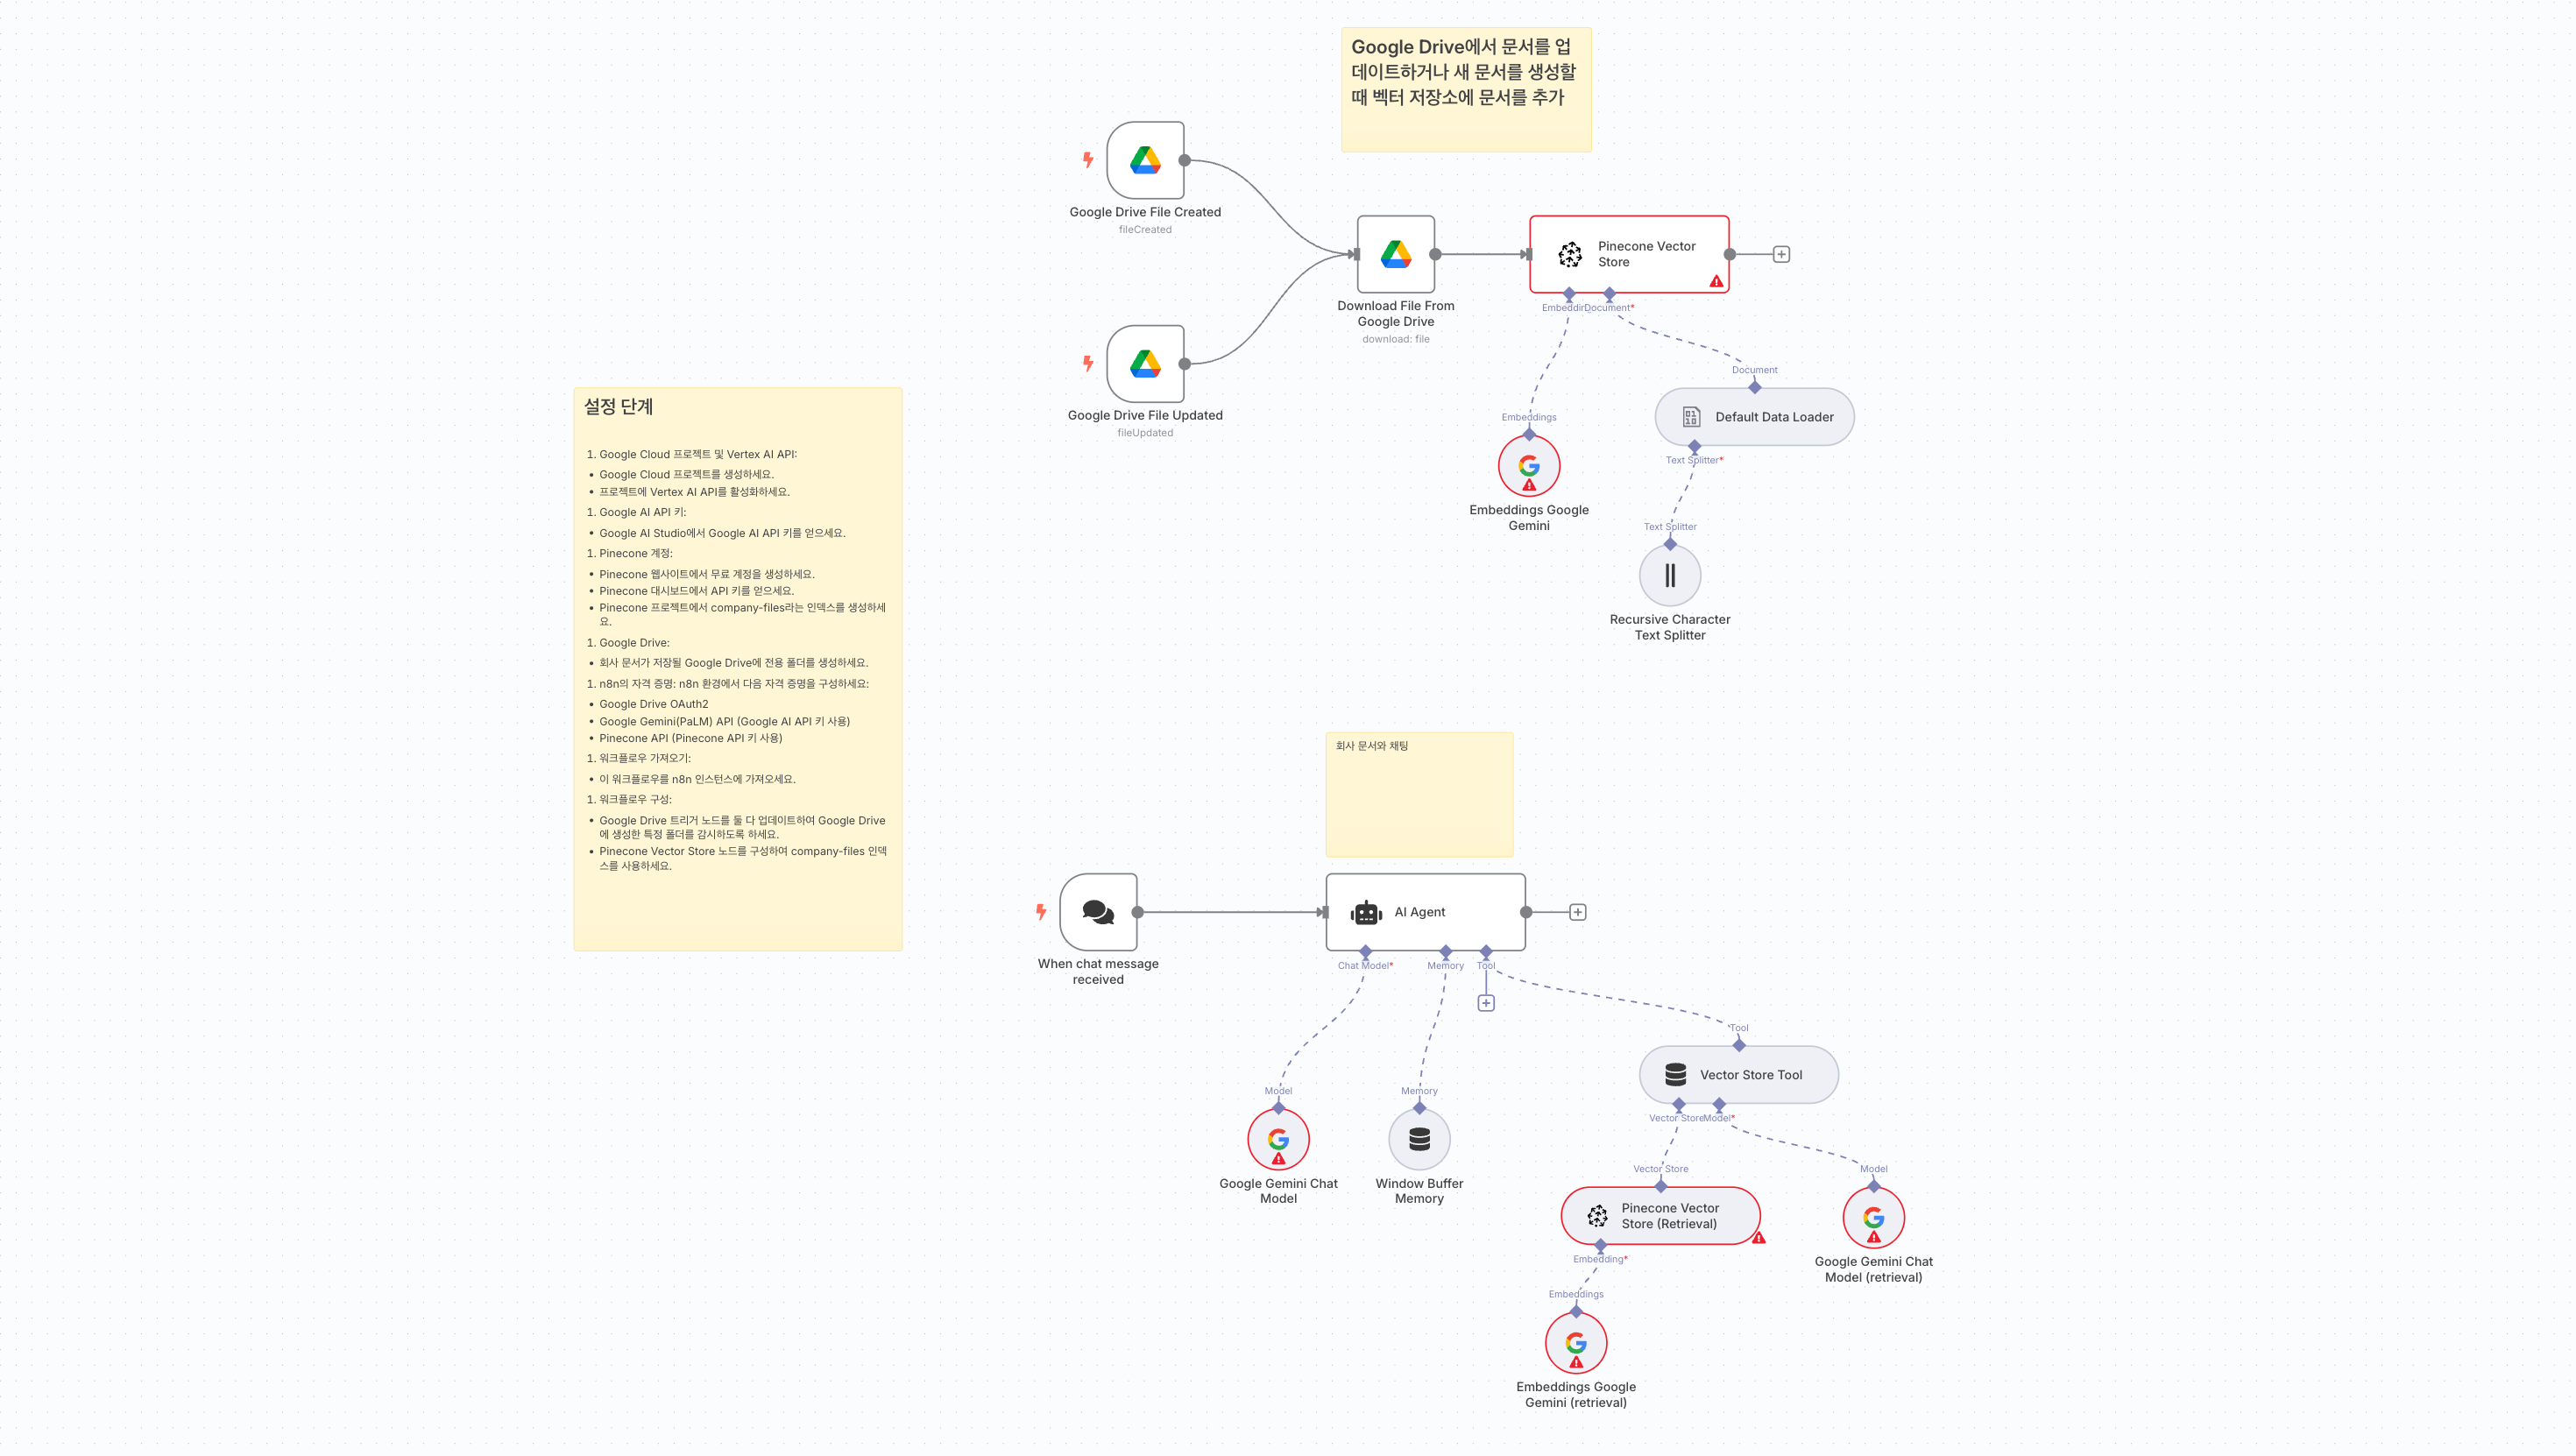 Google Drive에서 문서를 업
데이트하거나 새 문서를 생성할
때 벡터 저장소에 문서를 추가
Google Drive File Created
fileCreated
Download File From
Google Drive
download: file
Pinecone Vector
Store
Document*
Google Drive File Updated
fileUpdated
Document
Default Data Loader
Text Splitter*
Embeddings
Embeddings Google
Gemini
Text Splitter
Recursive Character
Text Splitter
설정 단계
1. Google Cloud 프로젝트 및 Vertex AI API:
• Google Cloud 프로젝트를 생성하세요.
• 프로젝트에 Vertex AI API를 활성화하세요.
1. Google AI API 키:
• Google AI Studio에서 Google AI API 키를 얻으세요.
1. Pinecone 계정:
• Pinecone 웹사이트에서 무료 계정을 생성하세요.
• Pinecone 대시보드에서 API 키를 얻으세요.
• Pinecone 프로젝트에서 company-files라는 인덱스를 생성하세
요.
1. Google Drive:
• 회사 문서가 저장될 Google Drive에 전용 폴더를 생성하세요.
1. n8n의 자격 증명: n8n 환경에서 다음 자격 증명을 구성하세요:
• Google Drive OAuth2
• Google Gemini(PaLM) API (Google AI API 키 사용)
• Pinecone API (Pinecone API 키 사용)
1. 워크플로우 가져오기:
• 이 워크플로우를 n8n 인스턴스에 가져오세요.
1. 워크플로우 구성:
• Google Drive 트리거 노드를 둘 다 업데이트하여 Google Drive
에 생성한 특정 폴더를 감시하도록 하세요.
• Pinecone Vector Store 노드를 구성하여 company-files 인덱
스를 사용하세요.
회사 문서와 채팅
When chat message
received
AI Agent
Chat Model*
Memory
Tool
Tool
Vector Store Tool
Vector Store
Model*
Model
Google Gemini Chat
Model
Memory
Window Buffer
Memory
Vector Store
Pinecone Vector
Store (Retrieval)
Embedding*
Model
Google Gemini Chat
Model (retrieval)
Embeddings
Embeddings Google
Gemini (retrieval)